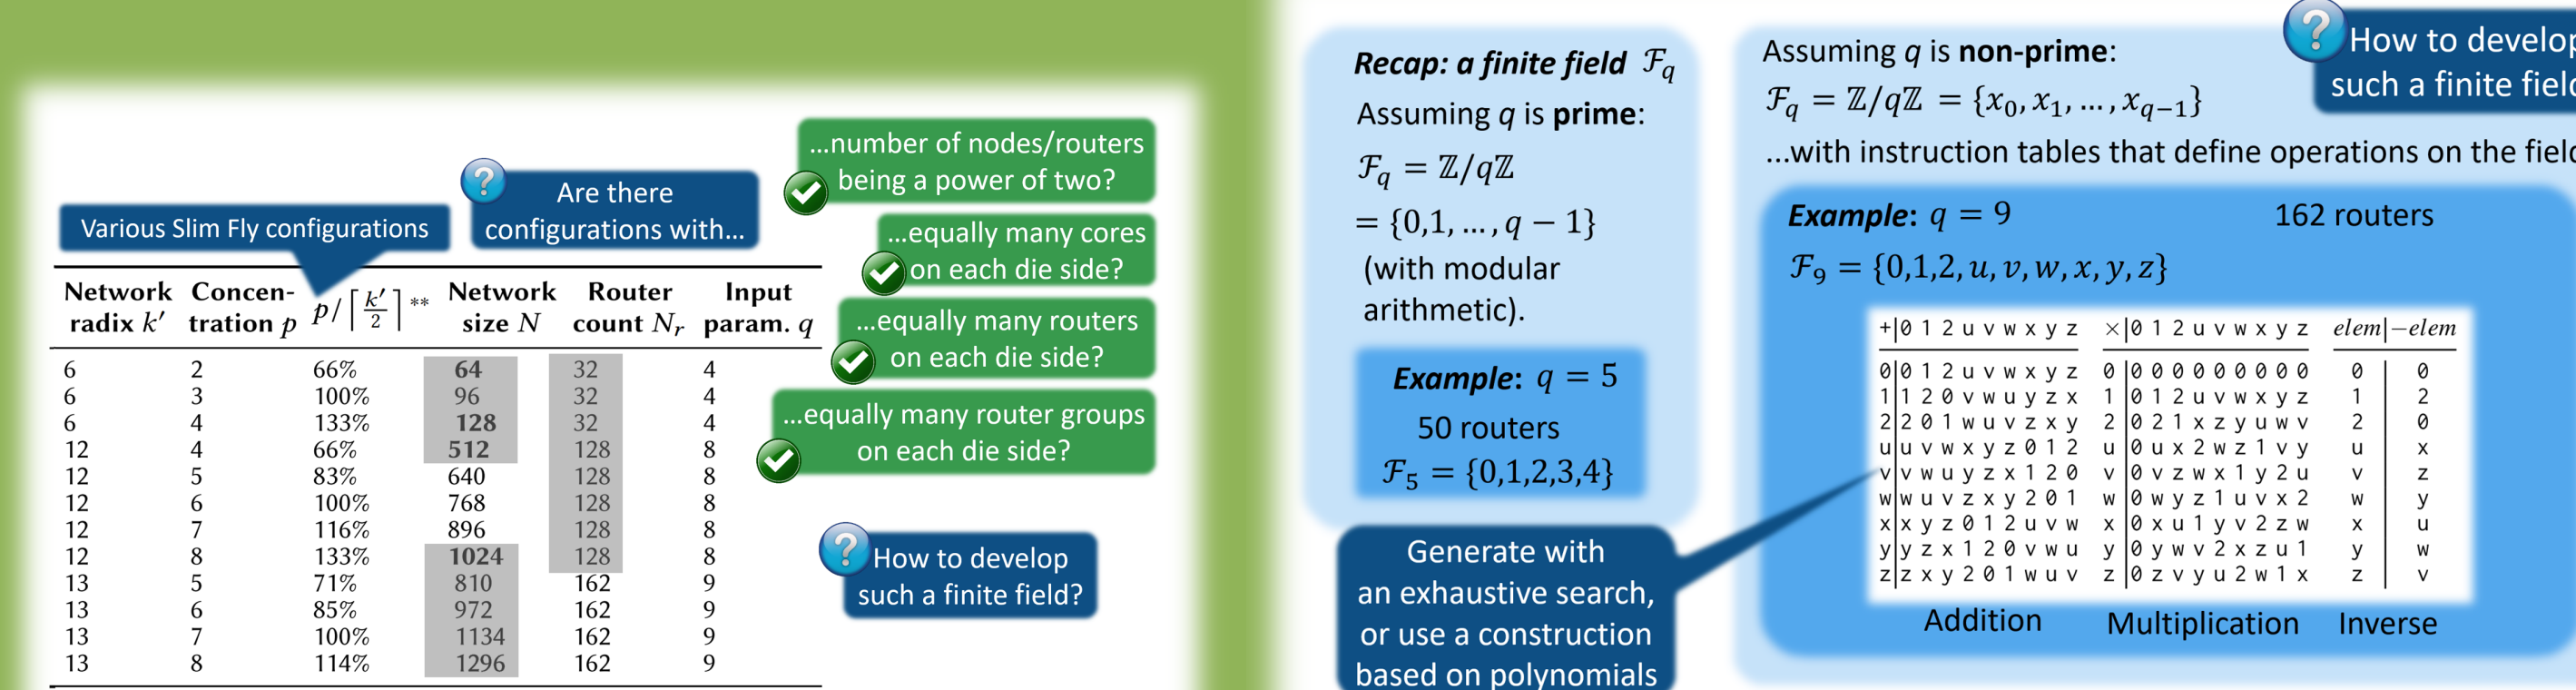 ...number of nodes/routers
being a power of two?
Are there
configurations with...
Various Slim Fly configurations
...equally many cores
on each die side?
...equally many routers
on each die side?
...equally many router groups
on each die side?
Network Concen- p/⌈k′/2⌉** Network Router Input
radix k′ tration p size N count Nr param. q
6 2 66% 64 32 4
6 3 100% 96 32 4
6 4 133% 128 32 4
12 4 66% 512 128 8
12 5 83% 640 128 8
12 6 100% 768 128 8
12 7 116% 896 128 8
12 8 133% 1024 128 8
13 5 71% 810 162 9
13 6 85% 972 162 9
13 7 100% 1134 162 9
13 8 114% 1296 162 9
? How to develop
such a finite field?
Recap: a finite field ℱq
Assuming q is prime:
ℱq = ℤ/qℤ
= {0,1, ..., q − 1}
(with modular
arithmetic).
Example: q = 5
50 routers
ℱ5 = {0,1,2,3,4}
Generate with
an exhaustive search,
or use a construction
based on polynomials
? How to develop
such a finite field
Assuming q is non-prime:
ℱq = ℤ/qℤ = {x0, x1, ..., xq−1}
...with instruction tables that define operations on the field
Example: q = 9 162 routers
ℱ9 = {0,1,2,u,v,w,x,y,z}
+|0 1 2 u v w x y z ×|0 1 2 u v w x y z elem|−elem
0|0 1 2 u v w x y z 0|0 0 0 0 0 0 0 0 0 0 0
1|1 2 0 v w u y z x 1|0 1 2 u v w x y z 1 2
2|2 0 1 w u v z x y 2|0 2 1 x z y u w v 2 0
u|u v w x y z 0 1 2 u|0 u x 2 w z 1 v y u x
v|v w u y z x 1 2 0 v|0 v z w x 1 y 2 u v z
w|w u v z x y 2 0 1 w|0 w y z 1 u v x 2 w y
x|x y z 0 1 2 u v w x|0 x u 1 y v 2 z w x u
y|y z x 1 2 0 v w u y|0 y w v 2 x z u 1 y w
z|z x y 2 0 1 w u v z|0 z v y u 2 w 1 x z v
Addition Multiplication Inverse